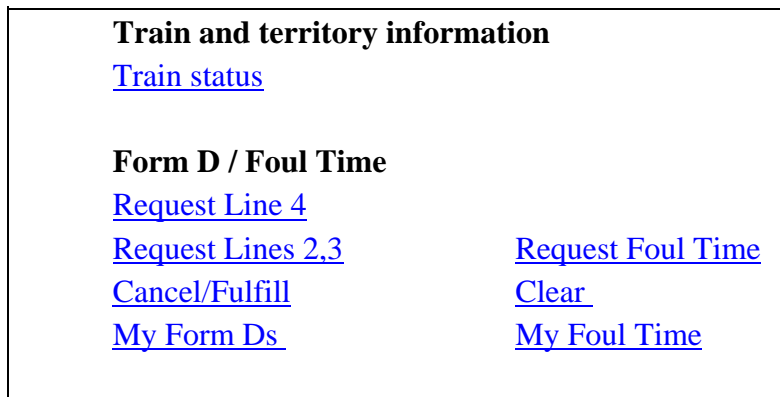 Train and territory information
Train status
Form D / Foul Time
Request Line 4
Request Lines 2,3 Request Foul Time
Cancel/Fulfill Clear
My Form Ds My Foul Time